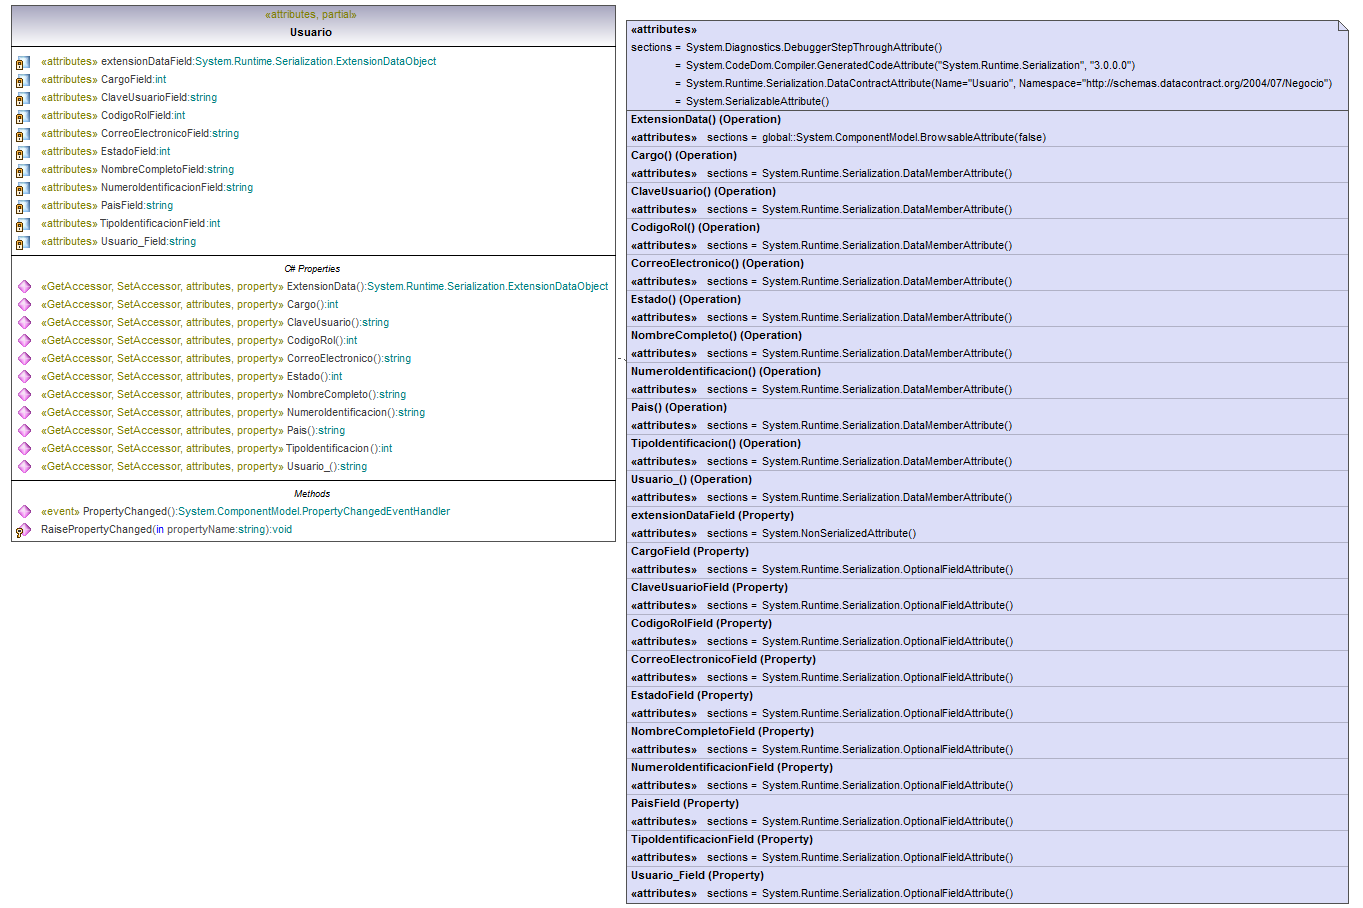 «attributes, partial»
Usuario
«attributes» extensionDataField:System.Runtime.Serialization.ExtensionDataObject
«attributes» CargoField:int
«attributes» ClaveUsuarioField:string
«attributes» CodigoRolField:int
«attributes» CorreoElectronicoField:string
«attributes» EstadoField:int
«attributes» NombreCompletoField:string
«attributes» NumeroIdentificacionField:string
«attributes» PaisField:string
«attributes» TipoIdentificacionField:int
«attributes» Usuario_Field:string
C# Properties
«GetAccessor, SetAccessor, attributes, property» ExtensionData():System.Runtime.Serialization.ExtensionDataObject
«GetAccessor, SetAccessor, attributes, property» Cargo():int
«GetAccessor, SetAccessor, attributes, property» ClaveUsuario():string
«GetAccessor, SetAccessor, attributes, property» CodigoRol():int
«GetAccessor, SetAccessor, attributes, property» CorreoElectronico():string
«GetAccessor, SetAccessor, attributes, property» Estado():int
«GetAccessor, SetAccessor, attributes, property» NombreCompleto():string
«GetAccessor, SetAccessor, attributes, property» NumeroIdentificacion():string
«GetAccessor, SetAccessor, attributes, property» Pais():string
«GetAccessor, SetAccessor, attributes, property» TipoIdentificacion():int
«GetAccessor, SetAccessor, attributes, property» Usuario_():string
Methods
«event» PropertyChanged():System.ComponentModel.PropertyChangedEventHandler
RaisePropertyChanged(in propertyName:string):void
«attributes»
sections = System.Diagnostics.DebuggerStepThroughAttribute()
= System.CodeDom.Compiler.GeneratedCodeAttribute("System.Runtime.Serialization", "3.0.0.0")
= System.Runtime.Serialization.DataContractAttribute(Name="Usuario", Namespace="http://schemas.datacontract.org/2004/07/Negocio")
= System.SerializableAttribute()
ExtensionData() (Operation)
«attributes» sections = global::System.ComponentModel.BrowsableAttribute(false)
Cargo() (Operation)
«attributes» sections = System.Runtime.Serialization.DataMemberAttribute()
ClaveUsuario() (Operation)
«attributes» sections = System.Runtime.Serialization.DataMemberAttribute()
CodigoRol() (Operation)
«attributes» sections = System.Runtime.Serialization.DataMemberAttribute()
CorreoElectronico() (Operation)
«attributes» sections = System.Runtime.Serialization.DataMemberAttribute()
Estado() (Operation)
«attributes» sections = System.Runtime.Serialization.DataMemberAttribute()
NombreCompleto() (Operation)
«attributes» sections = System.Runtime.Serialization.DataMemberAttribute()
NumeroIdentificacion() (Operation)
«attributes» sections = System.Runtime.Serialization.DataMemberAttribute()
Pais() (Operation)
«attributes» sections = System.Runtime.Serialization.DataMemberAttribute()
TipoIdentificacion() (Operation)
«attributes» sections = System.Runtime.Serialization.DataMemberAttribute()
Usuario_() (Operation)
«attributes» sections = System.Runtime.Serialization.DataMemberAttribute()
extensionDataField (Property)
«attributes» sections = System.NonSerializedAttribute()
CargoField (Property)
«attributes» sections = System.Runtime.Serialization.OptionalFieldAttribute()
ClaveUsuarioField (Property)
«attributes» sections = System.Runtime.Serialization.OptionalFieldAttribute()
CodigoRolField (Property)
«attributes» sections = System.Runtime.Serialization.OptionalFieldAttribute()
CorreoElectronicoField (Property)
«attributes» sections = System.Runtime.Serialization.OptionalFieldAttribute()
EstadoField (Property)
«attributes» sections = System.Runtime.Serialization.OptionalFieldAttribute()
NombreCompletoField (Property)
«attributes» sections = System.Runtime.Serialization.OptionalFieldAttribute()
NumeroIdentificacionField (Property)
«attributes» sections = System.Runtime.Serialization.OptionalFieldAttribute()
PaisField (Property)
«attributes» sections = System.Runtime.Serialization.OptionalFieldAttribute()
TipoIdentificacionField (Property)
«attributes» sections = System.Runtime.Serialization.OptionalFieldAttribute()
Usuario_Field (Property)
«attributes» sections = System.Runtime.Serialization.OptionalFieldAttribute()